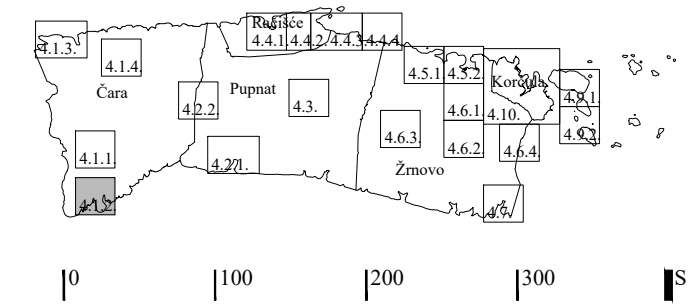 Račišće
4.4.1. 4.4.2. 4.4.3. 4.4.4.
4.1.3.
4.1.4.
4.5.1. 4.5.2.
Čara
Pupnat
Korčula
4.2.2.
4.3.
4.6.1.
4.10.
4.9.1.
4.6.3.
4.9.2.
4.1.1.
4.2.1.
4.6.2.
4.6.4.
Žrnovo
4.1.2.
4.7.
0 100 200 300 S